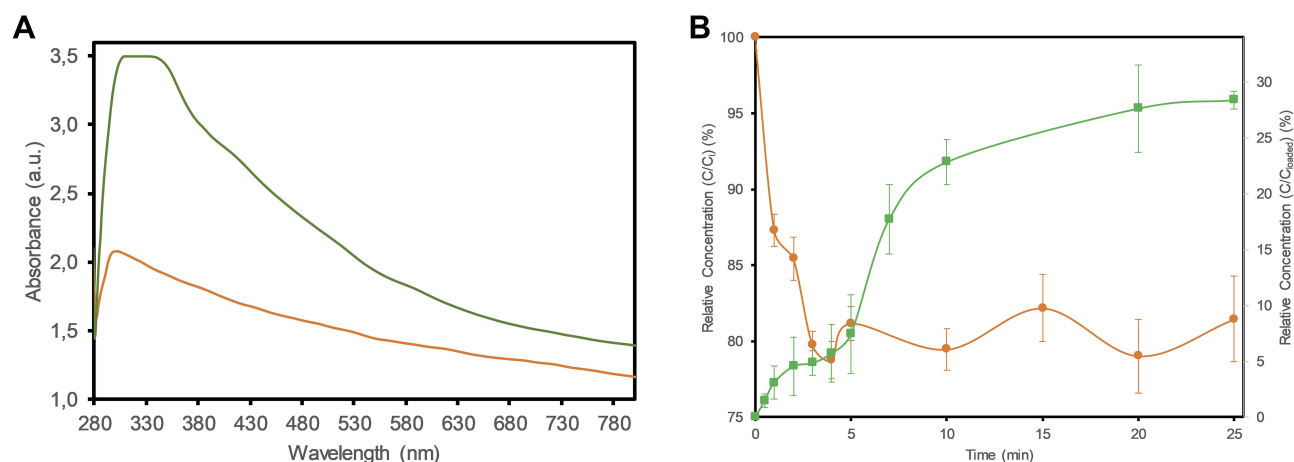 A
3,5
3,0
2,5
2,0
1,5
1,0
Absorbance (a.u.)
280 330 380 430 480 530 580 630 680 730 780
Wavelength (nm)
B
100
95
90
85
80
75
Relative Concentration (C/Ci) (%)
30
25
20
15
10
5
0
Relative Concentration (C/Cloaded) (%)
0 5 10 15 20 25
Time (min)